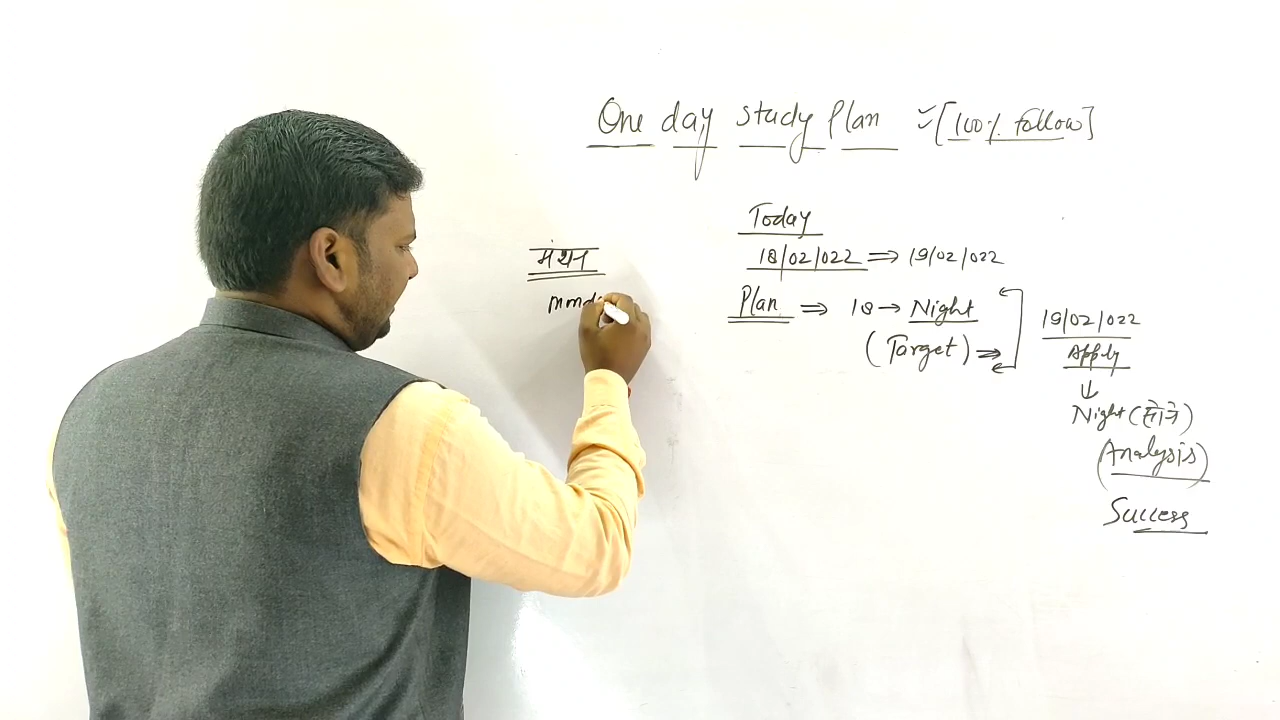 One day study Plan [100% follow]
Today
18/02/022 ⇒ 19/02/022
मंथन
Plan ⇒ 18 → Night
(Target) ⇒
19/02/022
Apply
↓
Night (सोने)
(Analysis)
Success